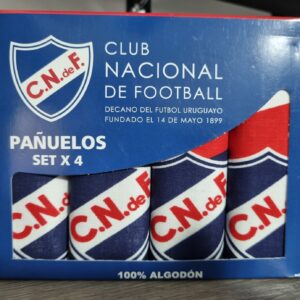 C.N.deF.
CLUB
NACIONAL
DE FOOTBALL
DECANO DEL FUTBOL URUGUAYO
FUNDADO EL 14 DE MAYO 1899
PAÑUELOS
SET X 4
C.N.
C.N.deF.
C.N.de
C.N.
100% ALGODÓN